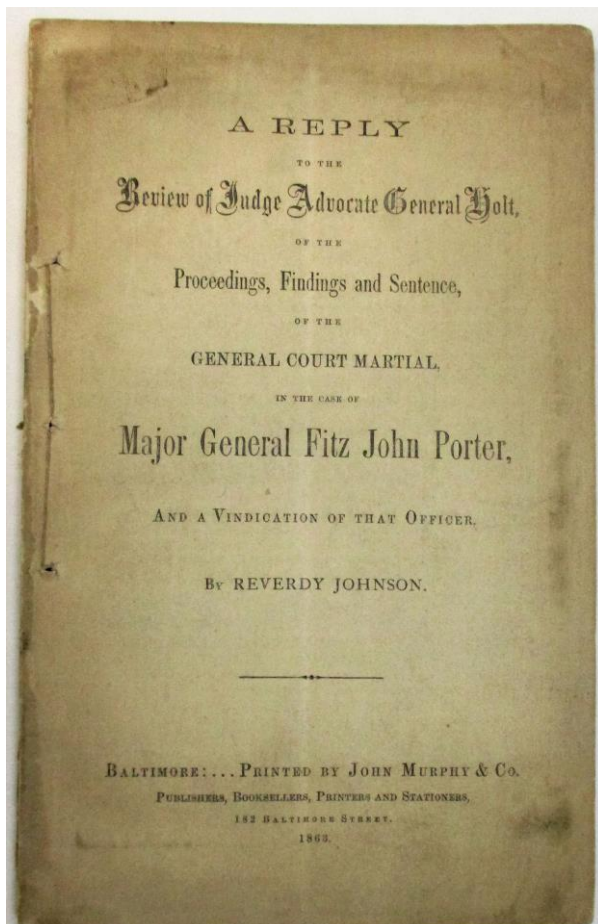 A REPLY
TO THE
Review of Judge Advocate General Holt,
OF THE
Proceedings, Findings and Sentence,
OF THE
GENERAL COURT MARTIAL,
IN THE CASE OF
Major General Fitz John Porter,
And a Vindication of that Officer.
By REVERDY JOHNSON.
Baltimore:...Printed by John Murphy & Co.
Publishers, Booksellers, Printers and Stationers,
182 Baltimore Street.
1863.